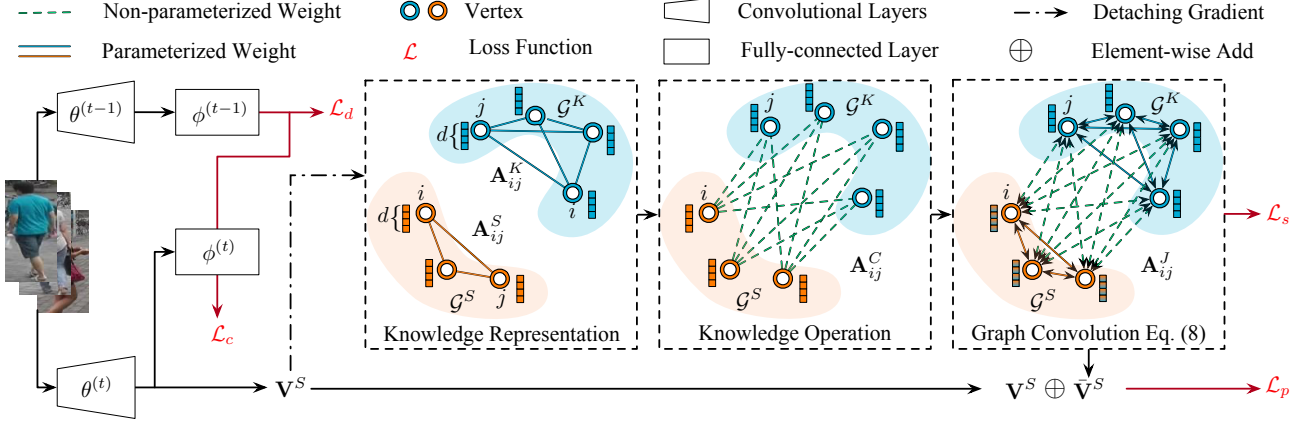 Non-parameterized Weight Vertex Convolutional Layers Detaching Gradient
Parameterized Weight ℒ Loss Function Fully-connected Layer Element-wise Add
θ^(t-1) ϕ^(t-1) ℒ_d
ϕ^(t)
ℒ_c
θ^(t) V^S
j 𝒢^K
d{
A^K_ij
i
i
d{ A^S_ij
j
𝒢^S
Knowledge Representation
j 𝒢^K
i
A^C_ij
𝒢^S
Knowledge Operation
j 𝒢^K
i
A^J_ij
𝒢^S
Graph Convolution Eq. (8)
ℒ_s
V^S ⊕ V̄^S ℒ_p